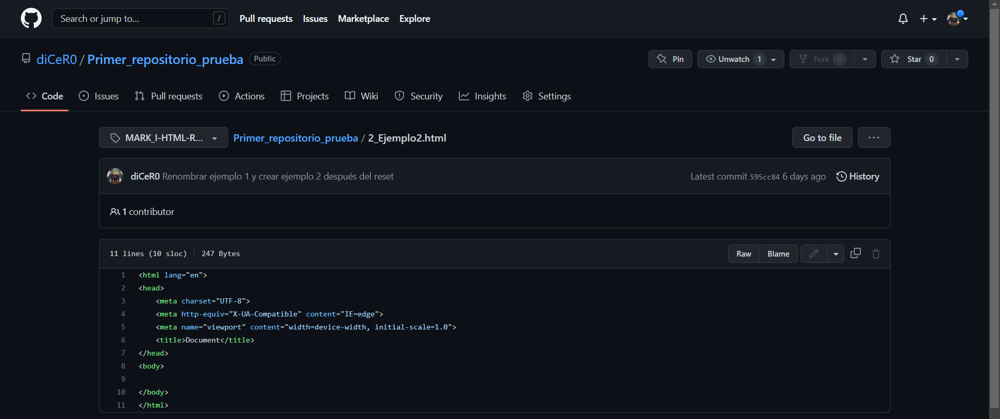 Search or jump to... /
Pull requests Issues Marketplace Explore
diCeR0 / Primer_repositorio_prueba Public
Pin Unwatch 1 Fork 0 Star 0
Code Issues Pull requests Actions Projects Wiki Security Insights Settings
MARK_I-HTML-R... Primer_repositorio_prueba / 2_Ejemplo2.html Go to file ...
diCeR0 Renombrar ejemplo 1 y crear ejemplo 2 después del reset Latest commit 595cc84 6 days ago History
1 contributor
11 lines (10 sloc) 247 Bytes Raw Blame
1 <html lang="en">
2 <head>
3 <meta charset="UTF-8">
4 <meta http-equiv="X-UA-Compatible" content="IE=edge">
5 <meta name="viewport" content="width=device-width, initial-scale=1.0">
6 <title>Document</title>
7 </head>
8 <body>
9
10 </body>
11 </html>